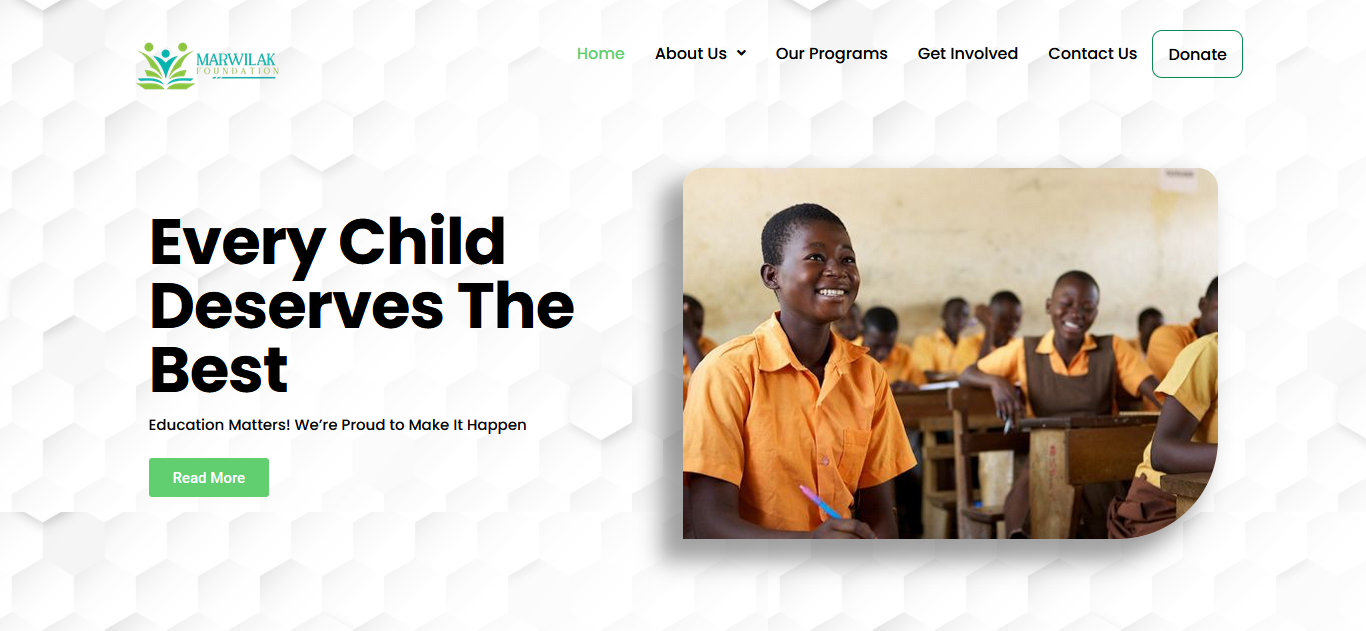 MARWILAK
FOUNDATION
Home
About Us
Our Programs
Get Involved
Contact Us
Donate
Every Child
Deserves The
Best
Education Matters! We’re Proud to Make It Happen
Read More